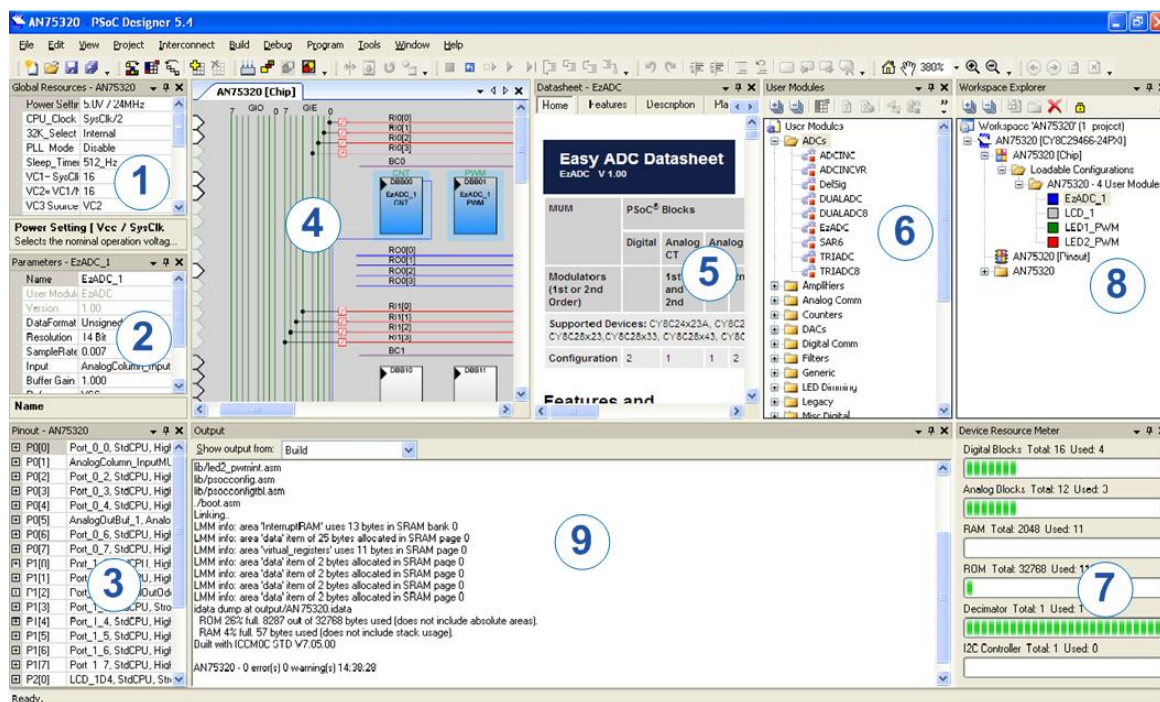 AN75320 PSoC Designer 5.4
File Edit View Project Interconnect Build Debug Program Tools Window Help
380%
Global Resources - AN75320
5.0V / 24MHz
CPU_Clock SysClk/2
32K_Select Internal
PLL Mode Disable
Sleep_Timer 512_Hz
16
16
VC3 Source VC2
1
Power Setting [ Vcc / SysClk
Selects the nominal operation voltag...
Parameters - EzADC_1
Name EzADC_1
User Module EzADC
Version 1.00
DataFormat Unsigned
Resolution 14 Bit
SampleRate 0.007
Input AnalogColumn_Input
Buffer Gain 1.000
2
Name
AN75320 [Chip]
7 GIO 0 7 GIE 0
RI0[0]
RI0[1]
RI0[2]
RI0[3]
BC0
CNT
PWM
DBB00
DBB01
EzADC_1
CNT
EzADC_1
PWM
RO0[0]
RO0[1]
RO0[2]
RO0[3]
RI1[0]
RI1[1]
RI1[2]
RI1[3]
BC1
DBB10
DBB11
4
Datasheet - EzADC
Home Features Description Pla
Easy ADC Datasheet
EzADC V 1.00
MUM
PSoC® Blocks
Digital
Analog CT
Analog
Modulators
(1st or 2nd
Order)
1st
and
2nd
Supported Devices: CY8C24x23A, CY8C2
CY8C28x23,CY8C28x33, CY8C28x43,
Configuration 2 1 1 2
Features and
5
User Modules
User Modules
ADCs
ADCINC
ADCINCVR
DelSig
DUALADC
DUALADC8
EzADC
SAR6
TRIADC
TRIADC8
Amplifiers
Analog Comm
Counters
DACs
Digital Comm
Filters
Generic
LED Dimming
Legacy
Misc Digital
6
Workspace Explorer
Workspace 'AN75320' (1 project)
AN75320 [CY8C29466-24PXI]
AN75320 [Chip]
Loadable Configurations
AN75320 - 4 User Modules
EzADC_1
LCD_1
LED1_PWM
LED2_PWM
AN75320 [Pinout]
AN75320
8
Pinout - AN75320
P0[0] Port_0_0, StdCPU, High
P0[1] AnalogColumn_InputMU
P0[2] Port_0_2, StdCPU, High
P0[3] Port_0_3, StdCPU, High
P0[4] Port_0_4, StdCPU, High
P0[5] AnalogOutBuf_1, Analo
P0[6] Port_0_6, StdCPU, High
P0[7] Port_0_7, StdCPU, High
P1[0]
P1[1]
P1[2]
P1[3] Port_1_3, StdCPU, Stro
P1[4] Port_1_4, StdCPU, High
P1[5] Port_1_5, StdCPU, High
P1[6] Port_1_6, StdCPU, High
P1[7] Port_1_7, StdCPU, High
P2[0] LCD_1D4, StdCPU,
3
Output
Show output from: Build
lib/led2_pwmint.asm
lib/psocconfig.asm
lib/psocconfigtbl.asm
./boot.asm
Linking..
LMM info: area 'InterruptRAM' uses 13 bytes in SRAM bank 0
LMM info: area 'data' item of 25 bytes allocated in SRAM page 0
LMM info: area 'virtual_registers' uses 11 bytes in SRAM page 0
LMM info: area 'data' item of 2 bytes allocated in SRAM page 0
LMM info: area 'data' item of 2 bytes allocated in SRAM page 0
LMM info: area 'data' item of 2 bytes allocated in SRAM page 0
LMM info: area 'data' item of 2 bytes allocated in SRAM page 0
idata dump at output/AN75320.idata
ROM 26% full. 8287 out of 32768 bytes used (does not include absolute areas).
RAM 4% full. 57 bytes used (does not include stack usage).
Built with ICCM8C STD V7.05.00
AN75320 - 0 error(s) 0 warning(s) 14:38:28
9
Device Resource Meter
Digital Blocks Total: 16 Used: 4
Analog Blocks Total: 12 Used: 3
RAM Total: 2048 Used: 11
ROM Total: 32768 Used:
Decimator Total: 1 Used: 1
I2C Controller Total: 1 Used: 0
7
Ready.